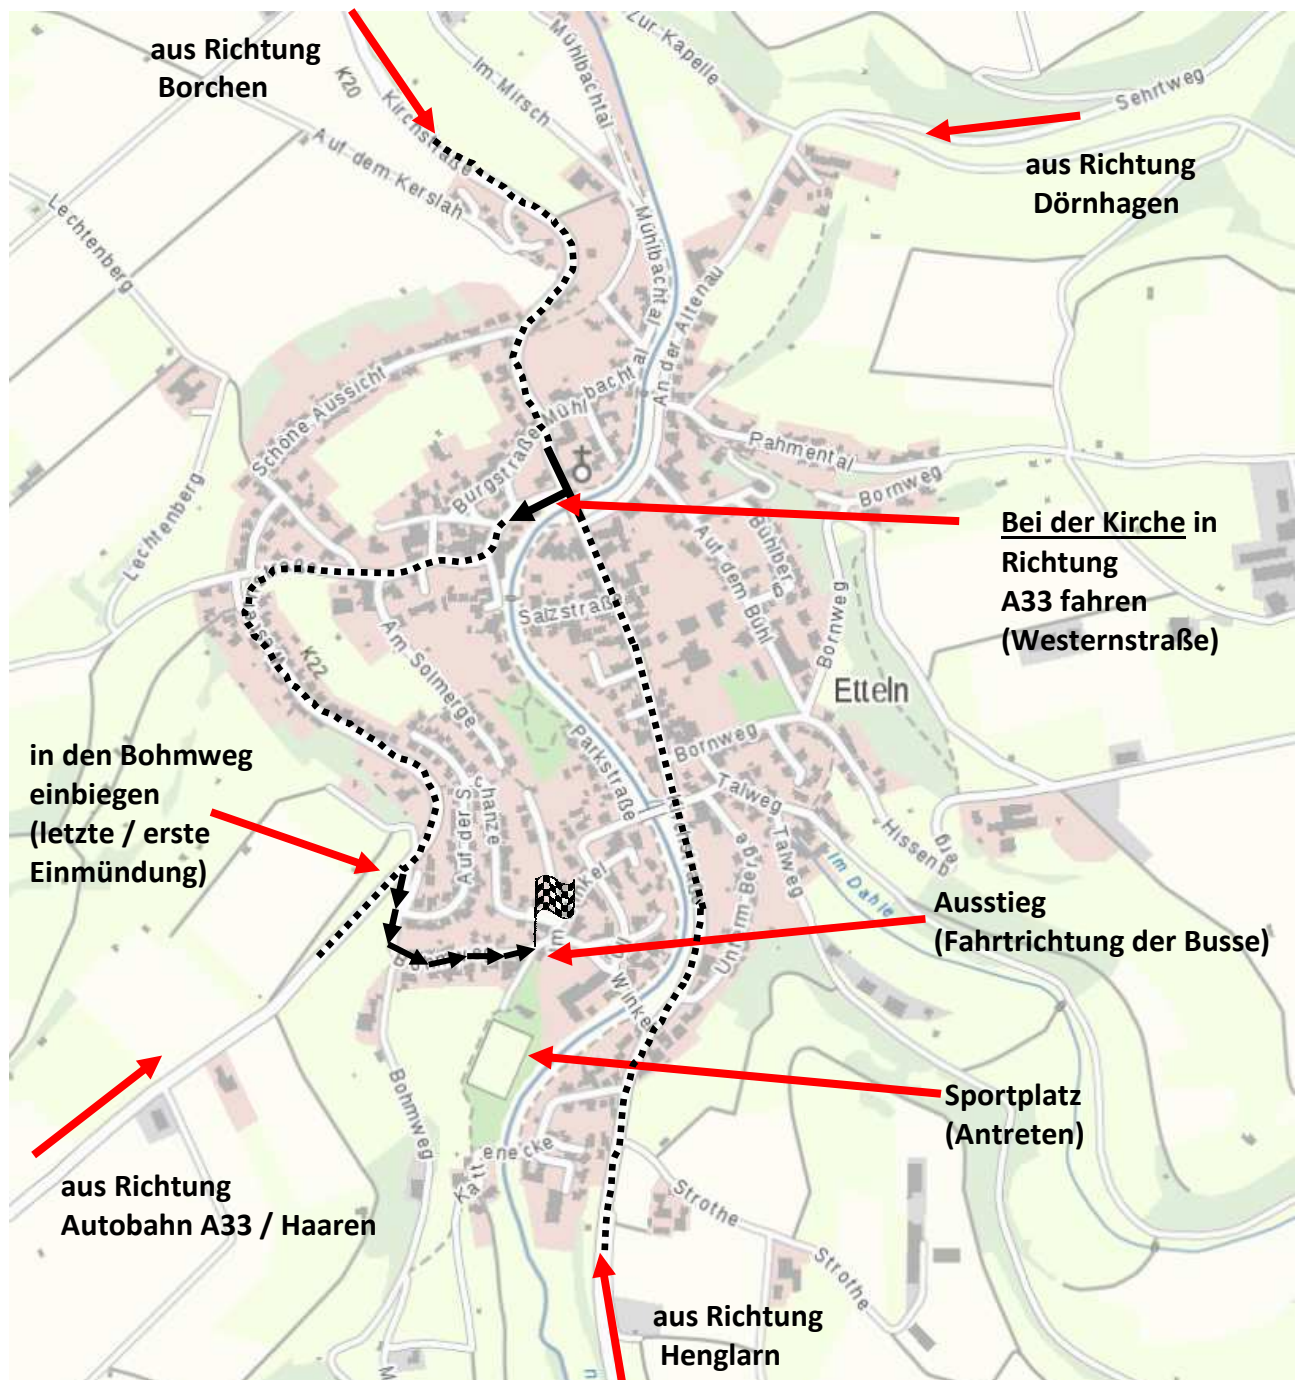 aus Richtung
Borchen
K20
Kirchstraße
Im-Mirsch
Mühlbachtal
Zur-Kapelle
Sehrtweg
aus Richtung
Dörnhagen
Auf-dem-Kerslah
Lechtenberg
Mühlbachtal
An der Altenau
Schöne-Aussicht
Mühlbachtal
Burgstraße
Pahmental
Bornweg
Lechtenberg
Bühlberg
Auf dem Bühl
Bornweg
Bei der Kirche in
Richtung
A33 fahren
(Westernstraße)
Salzstraße
K22
Am Solmerge
Etteln
Parkstraße
Bornweg
in den Bohmweg
einbiegen
(letzte / erste
Einmündung)
Auf der Schanze
Talweg
Talweg
Hissenberg
Im Dahle
Unterm Berge
Ausstieg
(Fahrtrichtung der Busse)
Winkel
Bohmweg
Sportplatz
(Antreten)
Kattenecke
aus Richtung
Autobahn A33 / Haaren
Strothe
Strothe
aus Richtung
Henglarn